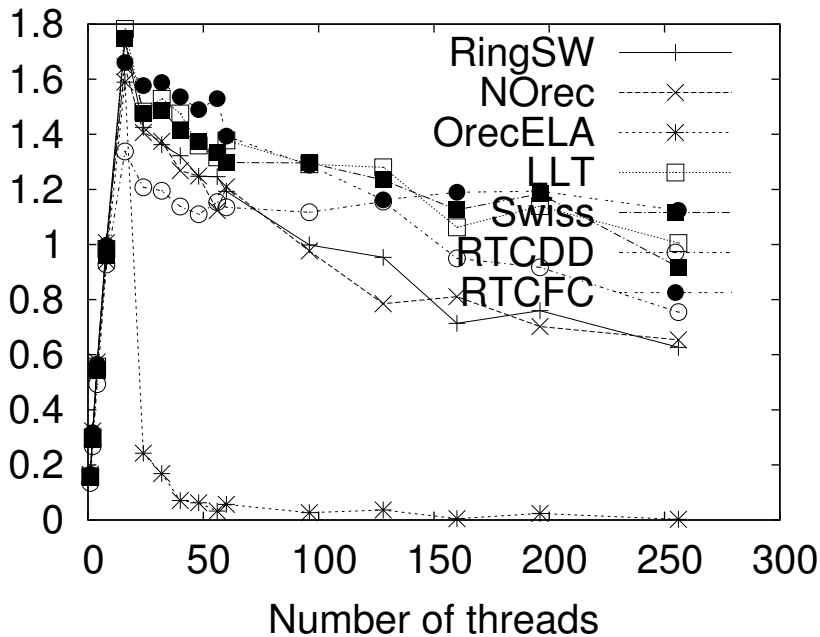 1.8
1.6
1.4
1.2
1
0.8
0.6
0.4
0.2
0
RingSW
NOrec
OrecELA
LLT
Swiss
RTCDD
RTCFC
0 50 100 150 200 250 300
Number of threads